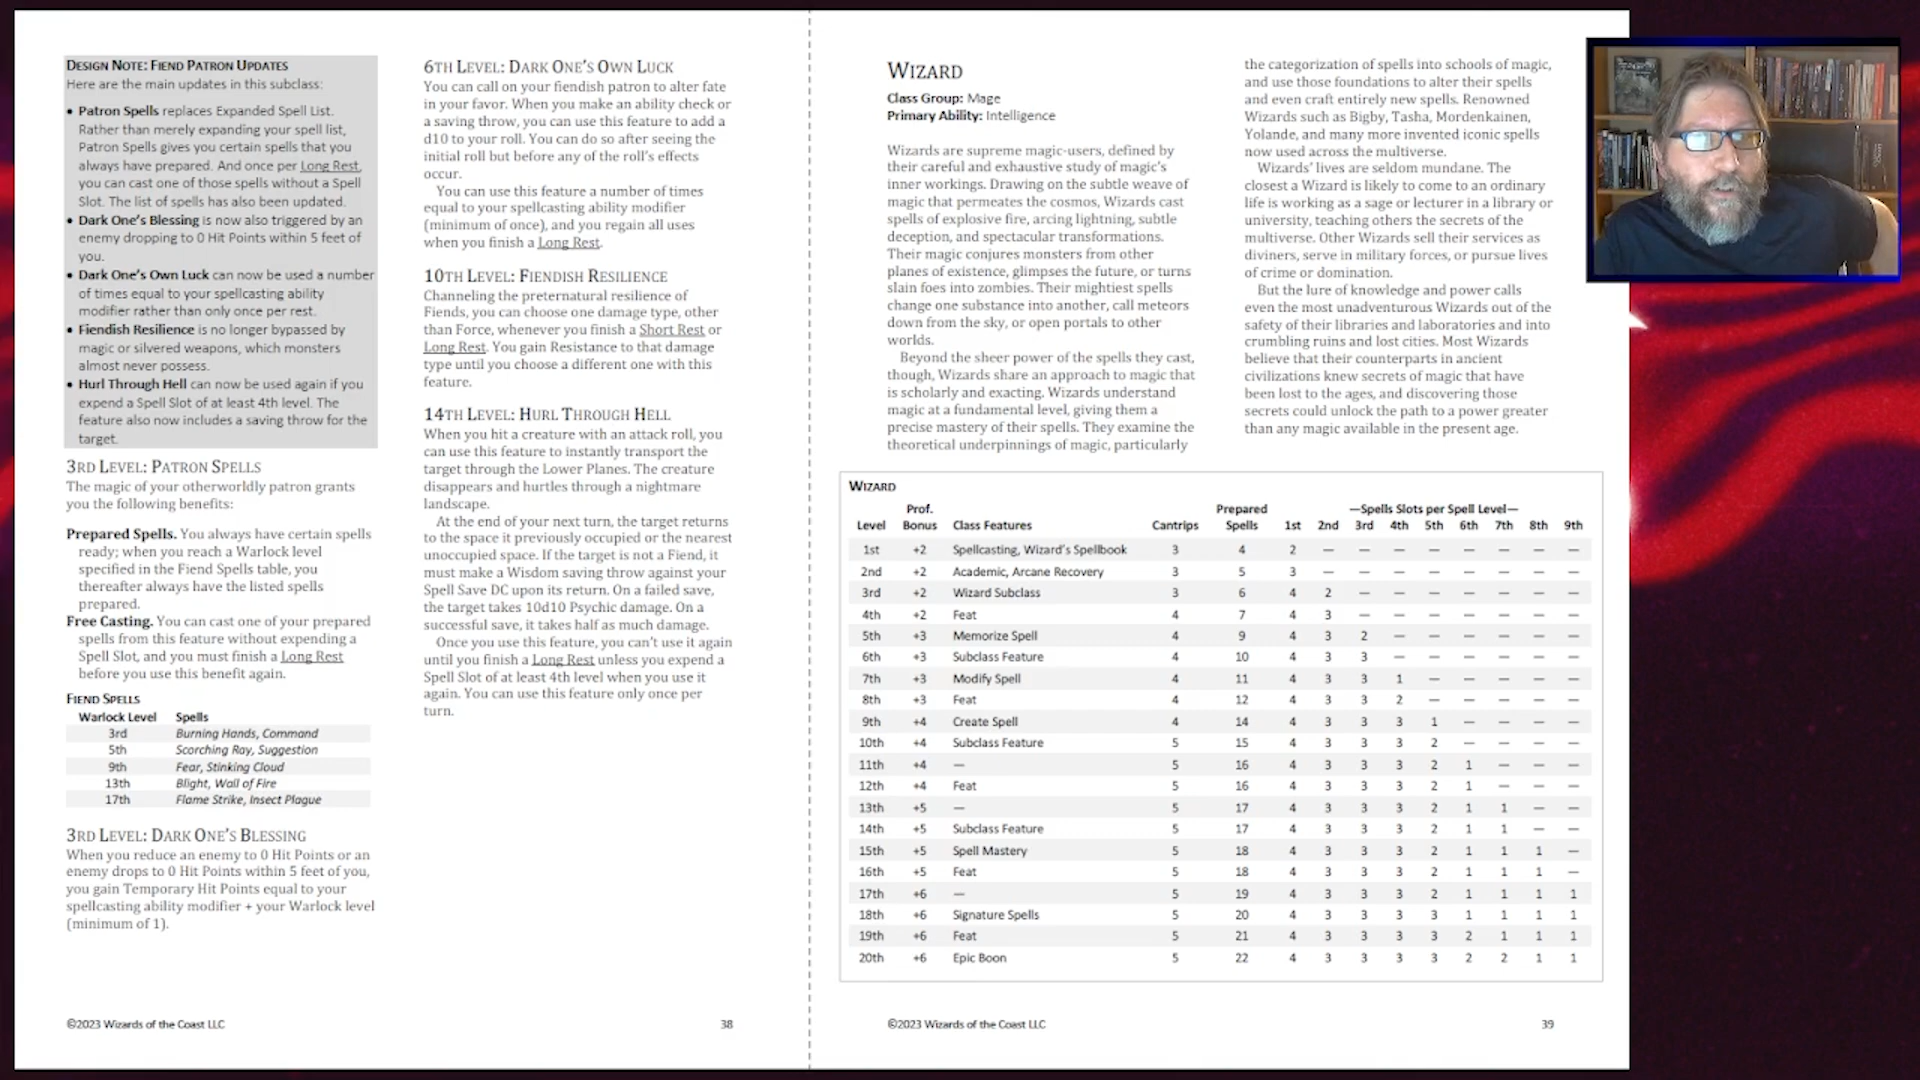 DESIGN NOTE: FIEND PATRON UPDATES
Here are the main updates in this subclass:
• Patron Spells replaces Expanded Spell List.
Rather than merely expanding your spell list,
Patron Spells gives you certain spells that you
always have prepared. And once per Long Rest,
you can cast one of those spells without a Spell
Slot. The list of spells has also been updated.
• Dark One's Blessing is now also triggered by an
enemy dropping to 0 Hit Points within 5 feet of
you.
• Dark One's Own Luck can now be used a number
of times equal to your spellcasting ability
modifier rather than only once per rest.
• Fiendish Resilience is no longer bypassed by
magic or silvered weapons, which monsters
almost never possess.
• Hurl Through Hell can now be used again if you
expend a Spell Slot of at least 4th level. The
feature also now includes a saving throw for the
target.
3RD LEVEL: PATRON SPELLS
The magic of your otherworldly patron grants
you the following benefits:
Prepared Spells. You always have certain spells
ready; when you reach a Warlock level
specified in the Fiend Spells table, you
thereafter always have the listed spells
prepared.
Free Casting. You can cast one of your prepared
spells from this feature without expending a
Spell Slot, and you must finish a Long Rest
before you use this benefit again.
FIEND SPELLS
Warlock Level Spells
3rd Burning Hands, Command
5th Scorching Ray, Suggestion
9th Fear, Stinking Cloud
13th Blight, Wall of Fire
17th Flame Strike, Insect Plague
3RD LEVEL: DARK ONE'S BLESSING
When you reduce an enemy to 0 Hit Points or an
enemy drops to 0 Hit Points within 5 feet of you,
you gain Temporary Hit Points equal to your
spellcasting ability modifier + your Warlock level
(minimum of 1).
6TH LEVEL: DARK ONE'S OWN LUCK
You can call on your fiendish patron to alter fate
in your favor. When you make an ability check or
a saving throw, you can use this feature to add a
d10 to your roll. You can do so after seeing the
initial roll but before any of the roll's effects
occur.
You can use this feature a number of times
equal to your spellcasting ability modifier
(minimum of once), and you regain all uses
when you finish a Long Rest.
10TH LEVEL: FIENDISH RESILIENCE
Channeling the preternatural resilience of
Fiends, you can choose one damage type, other
than Force, whenever you finish a Short Rest or
Long Rest. You gain Resistance to that damage
type until you choose a different one with this
feature.
14TH LEVEL: HURL THROUGH HELL
When you hit a creature with an attack roll, you
can use this feature to instantly transport the
target through the Lower Planes. The creature
disappears and hurtles through a nightmare
landscape.
At the end of your next turn, the target returns
to the space it previously occupied or the nearest
unoccupied space. If the target is not a Fiend, it
must make a Wisdom saving throw against your
Spell Save DC upon its return. On a failed save,
the target takes 10d10 Psychic damage. On a
successful save, it takes half as much damage.
Once you use this feature, you can't use it again
until you finish a Long Rest unless you expend a
Spell Slot of at least 4th level when you use it
again. You can use this feature only once per
turn.
©2023 Wizards of the Coast LLC 38
WIZARD
Class Group: Mage
Primary Ability: Intelligence
Wizards are supreme magic-users, defined by
their careful and exhaustive study of magic's
inner workings. Drawing on the subtle weave of
magic that permeates the cosmos, Wizards cast
spells of explosive fire, arcing lightning, subtle
deception, and spectacular transformations.
Their magic conjures monsters from other
planes of existence, glimpses the future, or turns
slain foes into zombies. Their mightiest spells
change one substance into another, call meteors
down from the sky, or open portals to other
worlds.
Beyond the sheer power of the spells they cast,
though, Wizards share an approach to magic that
is scholarly and exacting. Wizards understand
magic at a fundamental level, giving them a
precise mastery of their spells. They examine the
theoretical underpinnings of magic, particularly
the categorization of spells into schools of magic,
and use those foundations to alter their spells
and even craft entirely new spells. Renowned
Wizards such as Bigby, Tasha, Mordenkainen,
Yolande, and many more invented iconic spells
now used across the multiverse.
Wizards' lives are seldom mundane. The
closest a Wizard is likely to come to an ordinary
life is working as a sage or lecturer in a library or
university, teaching others the secrets of the
multiverse. Other Wizards sell their services as
diviners, serve in military forces, or pursue lives
of crime or domination.
But the lure of knowledge and power calls
even the most unadventurous Wizards out of the
safety of their libraries and laboratories and into
crumbling ruins and lost cities. Most Wizards
believe that their counterparts in ancient
civilizations knew secrets of magic that have
been lost to the ages, and discovering those
secrets could unlock the path to a power greater
than any magic available in the present age.
WIZARD
Prof. Prepared —Spells Slots per Spell Level—
Level Bonus Class Features Cantrips Spells 1st 2nd 3rd 4th 5th 6th 7th 8th 9th
1st +2 Spellcasting, Wizard's Spellbook 3 4 2 — — — — — — — —
2nd +2 Academic, Arcane Recovery 3 5 3 — — — — — — — —
3rd +2 Wizard Subclass 3 6 4 2 — — — — — — —
4th +2 Feat 4 7 4 3 — — — — — — —
5th +3 Memorize Spell 4 9 4 3 2 — — — — — —
6th +3 Subclass Feature 4 10 4 3 3 — — — — — —
7th +3 Modify Spell 4 11 4 3 3 1 — — — — —
8th +3 Feat 4 12 4 3 3 2 — — — — —
9th +4 Create Spell 4 14 4 3 3 3 1 — — — —
10th +4 Subclass Feature 5 15 4 3 3 3 2 — — — —
11th +4 — 5 16 4 3 3 3 2 1 — — —
12th +4 Feat 5 16 4 3 3 3 2 1 — — —
13th +5 — 5 17 4 3 3 3 2 1 1 — —
14th +5 Subclass Feature 5 17 4 3 3 3 2 1 1 — —
15th +5 Spell Mastery 5 18 4 3 3 3 2 1 1 1 —
16th +5 Feat 5 18 4 3 3 3 2 1 1 1 —
17th +6 — 5 19 4 3 3 3 2 1 1 1 1
18th +6 Signature Spells 5 20 4 3 3 3 3 1 1 1 1
19th +6 Feat 5 21 4 3 3 3 3 2 1 1 1
20th +6 Epic Boon 5 22 4 3 3 3 3 2 2 1 1
©2023 Wizards of the Coast LLC 39